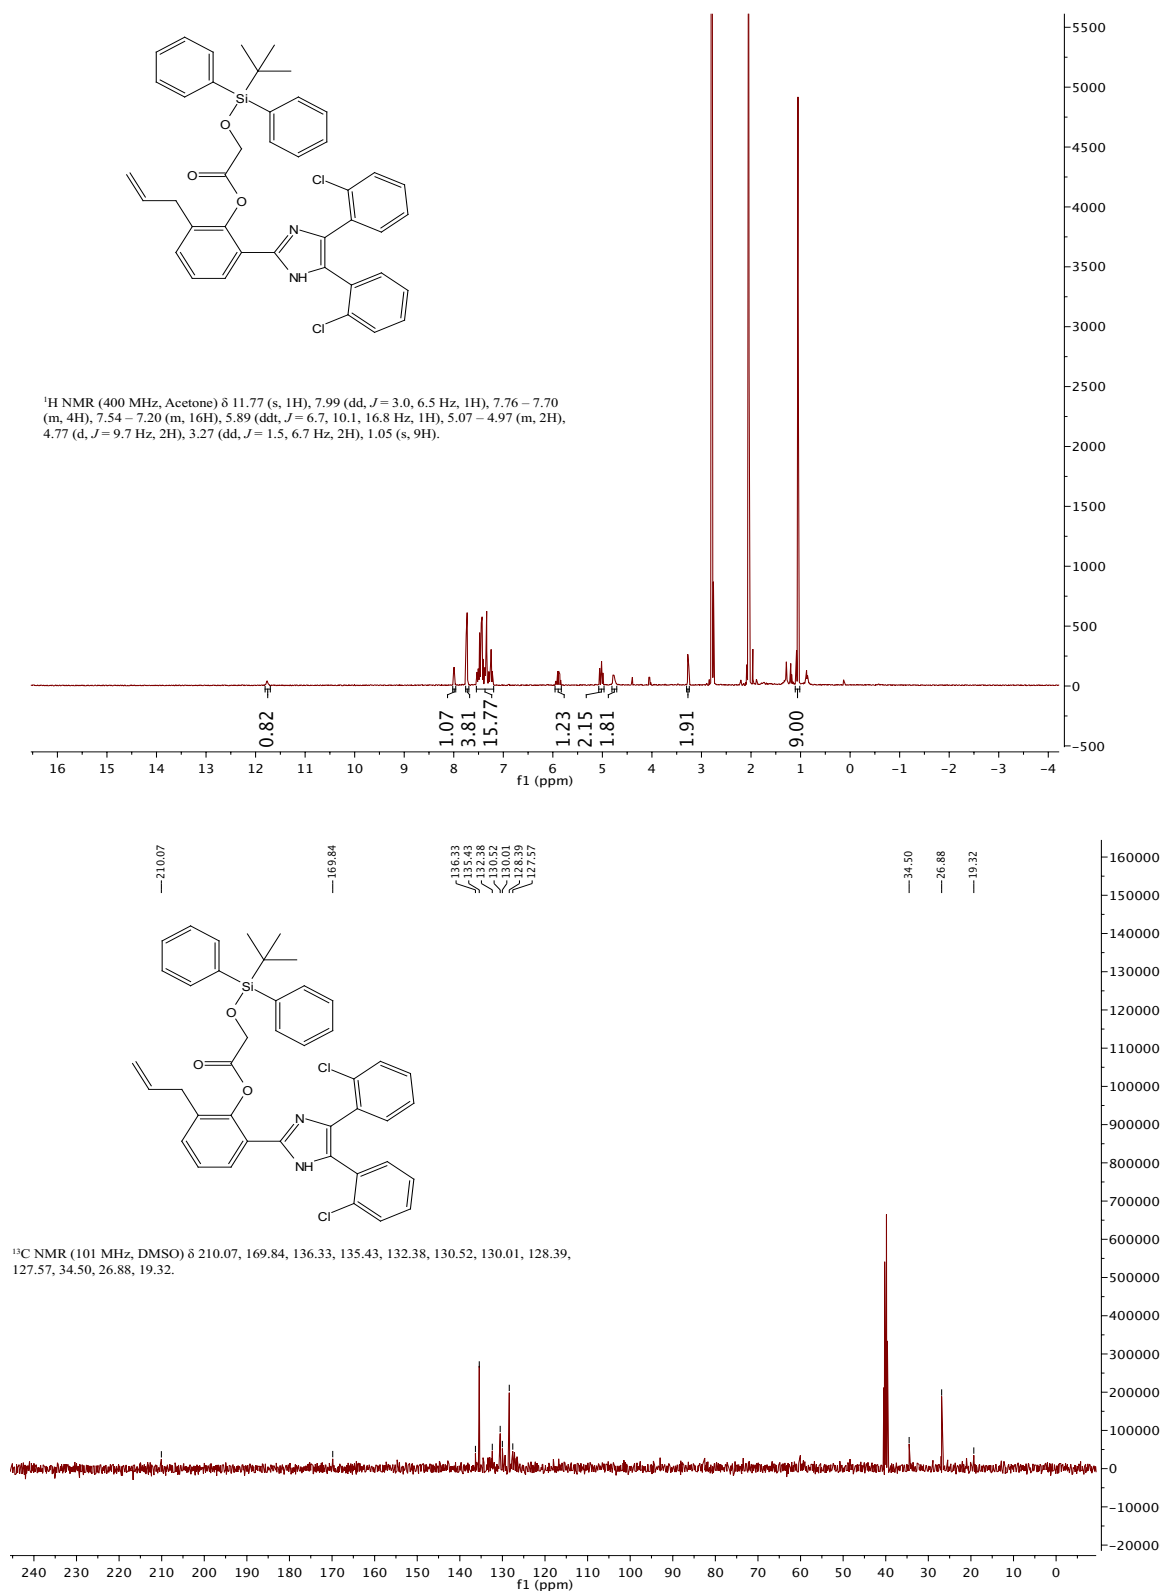 Si
O
O
O
Cl
N
NH
Cl
¹H NMR (400 MHz, Acetone) δ 11.77 (s, 1H), 7.99 (dd, J = 3.0, 6.5 Hz, 1H), 7.76 – 7.70
(m, 4H), 7.54 – 7.20 (m, 16H), 5.89 (ddt, J = 6.7, 10.1, 16.8 Hz, 1H), 5.07 – 4.97 (m, 2H),
4.77 (d, J = 9.7 Hz, 2H), 3.27 (dd, J = 1.5, 6.7 Hz, 2H), 1.05 (s, 9H).
5500
5000
4500
4000
3500
3000
2500
2000
1500
1000
500
0
-500
0.82
1.07
3.81
15.77
1.23
2.15
1.81
1.91
9.00
16 15 14 13 12 11 10 9 8 7 6 5 4 3 2 1 0 -1 -2 -3 -4
f1 (ppm)
210.07
169.84
136.33
135.43
132.38
130.52
130.01
128.39
127.57
34.50
26.88
19.32
Si
O
O
O
Cl
N
NH
Cl
¹³C NMR (101 MHz, DMSO) δ 210.07, 169.84, 136.33, 135.43, 132.38, 130.52, 130.01, 128.39,
127.57, 34.50, 26.88, 19.32.
160000
150000
140000
130000
120000
110000
100000
90000
80000
70000
60000
50000
40000
30000
20000
10000
0
-10000
-20000
240 230 220 210 200 190 180 170 160 150 140 130 120 110 100 90 80 70 60 50 40 30 20 10 0
f1 (ppm)